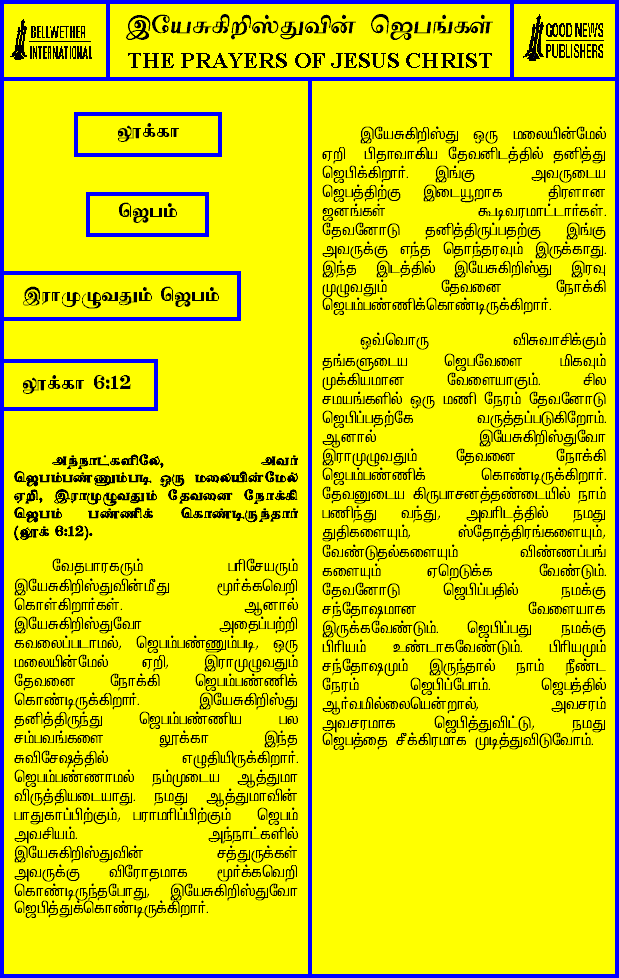 BELLWETHER
INTERNATIONAL
இயேசுகிறிஸ்துவின் ஜெபங்கள்
THE PRAYERS OF JESUS CHRIST
GOOD NEWS
PUBLISHERS
லூக்கா
ஜெபம்
இராமுழுவதும் ஜெபம்
லூக்கா 6:12
அந்நாட்களிலே, அவர்
ஜெபம்பண்ணும்படி ஒரு மலையின்மேல்
ஏறி, இராமுழுவதும் தேவனை நோக்கி
ஜெபம் பண்ணிக் கொண்டிருந்தார்
(லூக் 6:12).
வேதபாரகரும் பரிசேயரும்
இயேசுகிறிஸ்துவின்மீது மூர்க்கவெறி
கொள்கிறார்கள். ஆனால்
இயேசுகிறிஸ்துவோ அதைப்பற்றி
கவலைப்படாமல், ஜெபம்பண்ணும்படி, ஒரு
மலையின்மேல் ஏறி, இராமுழுவதும்
தேவனை நோக்கி ஜெபம்பண்ணிக்
கொண்டிருக்கிறார். இயேசுகிறிஸ்து
தனித்திருந்து ஜெபம்பண்ணிய பல
சம்பவங்களை லூக்கா இந்த
சுவிசேஷத்தில் எழுதியிருக்கிறார்.
ஜெபம்பண்ணாமல் நம்முடைய ஆத்துமா
விருத்தியடையாது. நமது ஆத்துமாவின்
பாதுகாப்பிற்கும், பராமரிப்பிற்கும் ஜெபம்
அவசியம். அந்நாட்களில்
இயேசுகிறிஸ்துவின் சத்துருக்கள்
அவருக்கு விரோதமாக மூர்க்கவெறி
கொண்டிருந்தபோது, இயேசுகிறிஸ்துவோ
ஜெபித்துக்கொண்டிருக்கிறார்.
இயேசுகிறிஸ்து ஒரு மலையின்மேல்
ஏறி பிதாவாகிய தேவனிடத்தில் தனித்து
ஜெபிக்கிறார். இங்கு அவருடைய
ஜெபத்திற்கு இடையூறாக திரளான
ஜனங்கள் கூடிவரமாட்டார்கள்.
தேவனோடு தனித்திருப்பதற்கு இங்கு
அவருக்கு எந்த தொந்தரவும் இருக்காது.
இந்த இடத்தில் இயேசுகிறிஸ்து இரவு
முழுவதும் தேவனை நோக்கி
ஜெபம்பண்ணிக்கொண்டிருக்கிறார்.
ஒவ்வொரு விசுவாசிக்கும்
தங்களுடைய ஜெபவேளை மிகவும்
முக்கியமான வேளையாகும். சில
சமயங்களில் ஒரு மணி நேரம் தேவனோடு
ஜெபிப்பதற்கே வருத்தப்படுகிறோம்.
ஆனால் இயேசுகிறிஸ்துவோ
இராமுழுவதும் தேவனை நோக்கி
ஜெபம்பண்ணிக் கொண்டிருக்கிறார்.
தேவனுடைய கிருபாசனத்தண்டையில் நாம்
பணிந்து வந்து, அவரிடத்தில் நமது
துதிகளையும், ஸ்தோத்திரங்களையும்,
வேண்டுதல்களையும் விண்ணப்பங்
களையும் ஏறெடுக்க வேண்டும்.
தேவனோடு ஜெபிப்பதில் நமக்கு
சந்தோஷமான வேளையாக
இருக்கவேண்டும். ஜெபிப்பது நமக்கு
பிரியம் உண்டாகவேண்டும். பிரியமும்
சந்தோஷமும் இருந்தால் நாம் நீண்ட
நேரம் ஜெபிப்போம். ஜெபத்தில்
ஆர்வமில்லையென்றால், அவசரம்
அவசரமாக ஜெபித்துவிட்டு, நமது
ஜெபத்தை சீக்கிரமாக முடித்துவிடுவோம்.